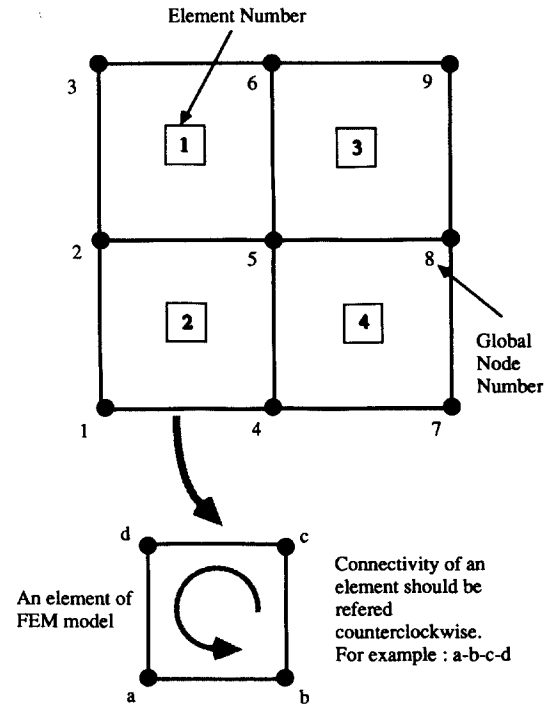 Element Number
3
6
9
1
3
2
5
8
2
4
Global
Node
Number
1
4
7
d
c
An element of
FEM model
Connectivity of an
element should be
refered
counterclockwise.
For example : a-b-c-d
a
b